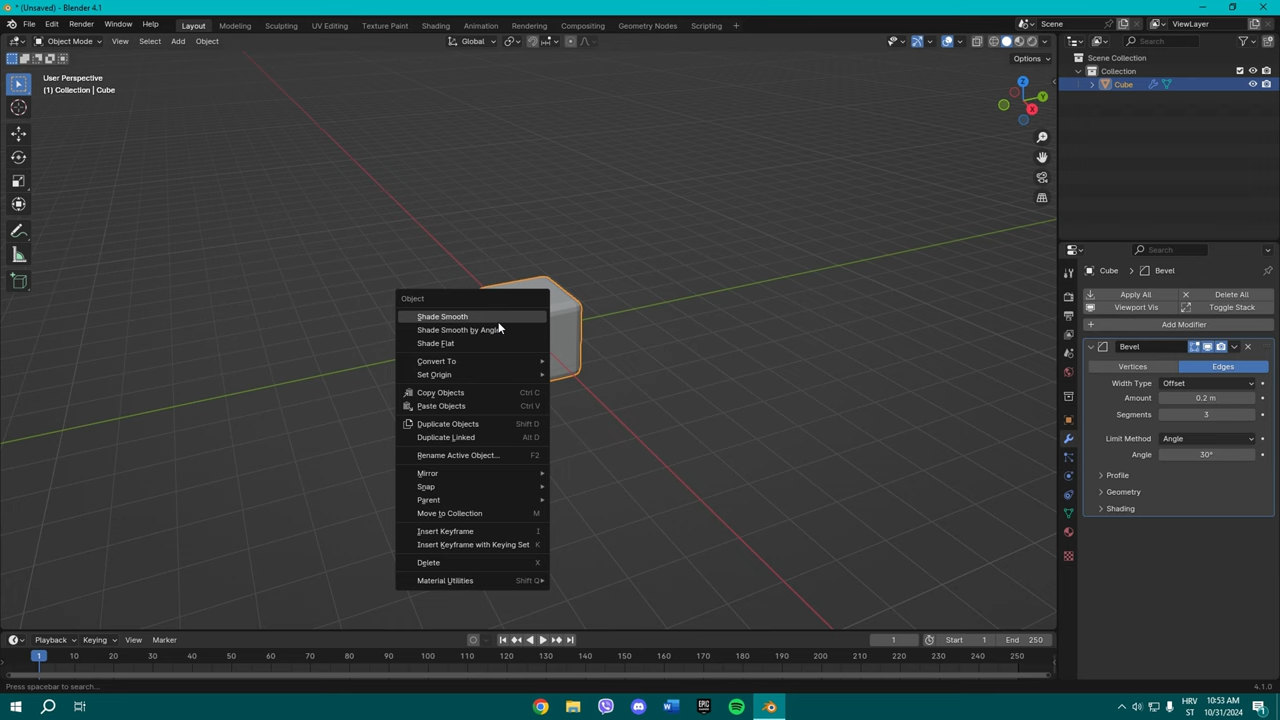 * (Unsaved) - Blender 4.1
File Edit Render Window Help Layout Modeling Sculpting UV Editing Texture Paint Shading Animation Rendering Compositing Geometry Nodes Scripting Scene ViewLayer
Object Mode View Select Add Object Global Search
Options
User Perspective
(1) Collection | Cube
Scene Collection
Collection
Cube
Z
Y
X
Object
Shade Smooth
Shade Smooth by Angle
Shade Flat
Convert To
Set Origin
Copy Objects Ctrl C
Paste Objects Ctrl V
Duplicate Objects Shift D
Duplicate Linked Alt D
Rename Active Object... F2
Mirror
Snap
Parent
Move to Collection M
Insert Keyframe I
Insert Keyframe with Keying Set K
Delete X
Material Utilities Shift Q
Search
Cube Bevel
Apply All Delete All
Viewport Vis Toggle Stack
Add Modifier
Bevel
Vertices Edges
Width Type Offset
Amount 0.2 m
Segments 3
Limit Method Angle
Angle 30°
Profile
Geometry
Shading
Playback Keying View Marker 1 Start 1 End 250
1 10 20 30 40 50 60 70 80 90 100 110 120 130 140 150 160 170 180 190 200 210 220 230 240 250
Press spacebar to search... 4.1.0
HRV 10:53 AM
ST 10/31/2024